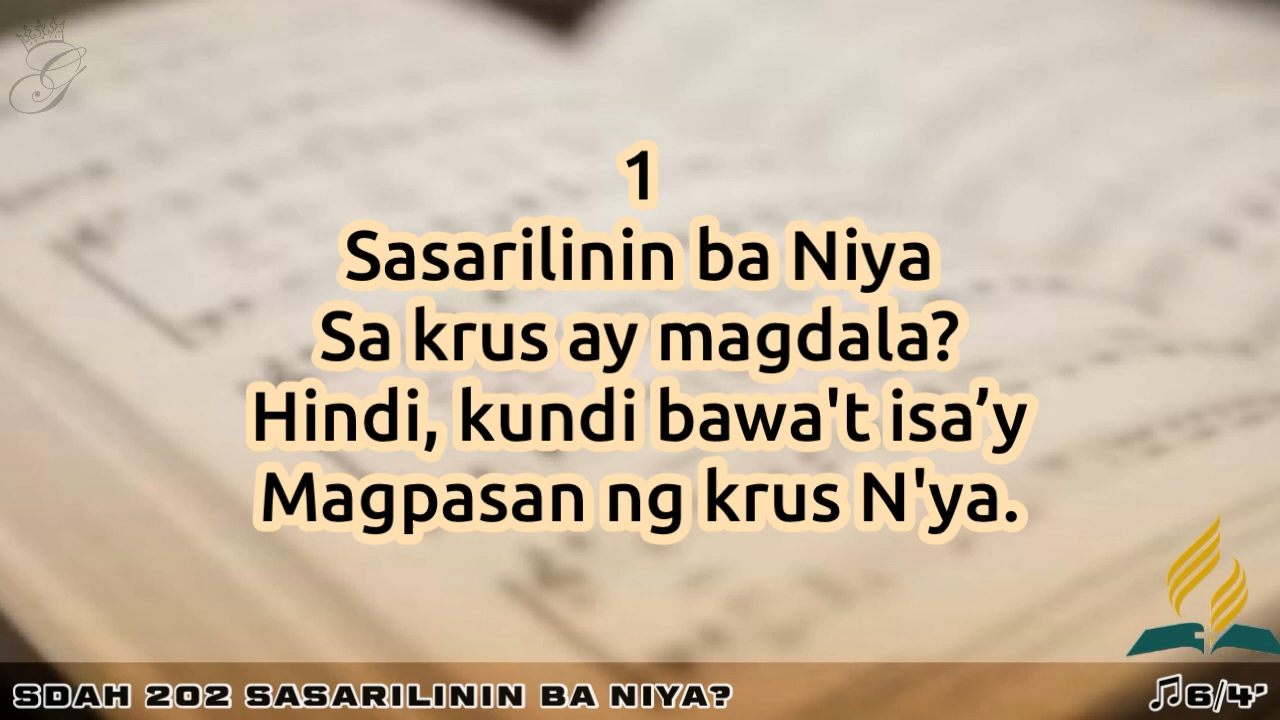 1
Sasarilinin ba Niya
Sa krus ay magdala?
Hindi, kundi bawa't isa’y
Magpasan ng krus N'ya.
SDAH 202 SASARILININ BA NIYA?
♫6/4'